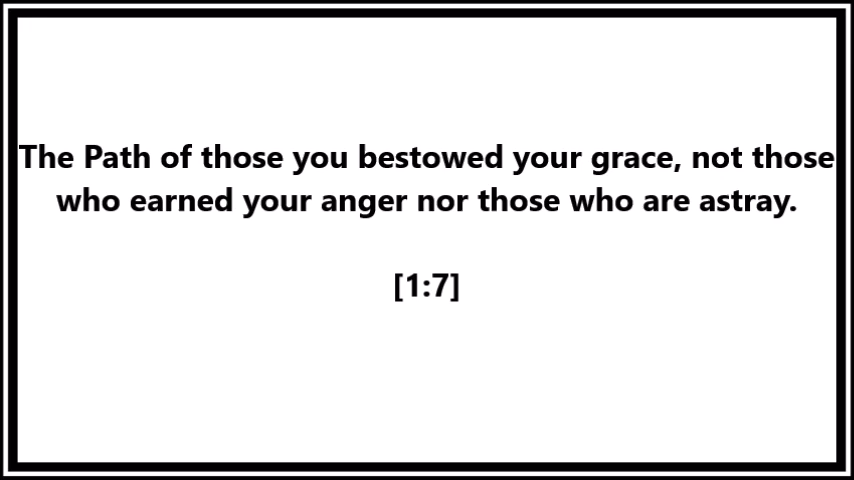 The Path of those you bestowed your grace, not those
who earned your anger nor those who are astray.
[1:7]